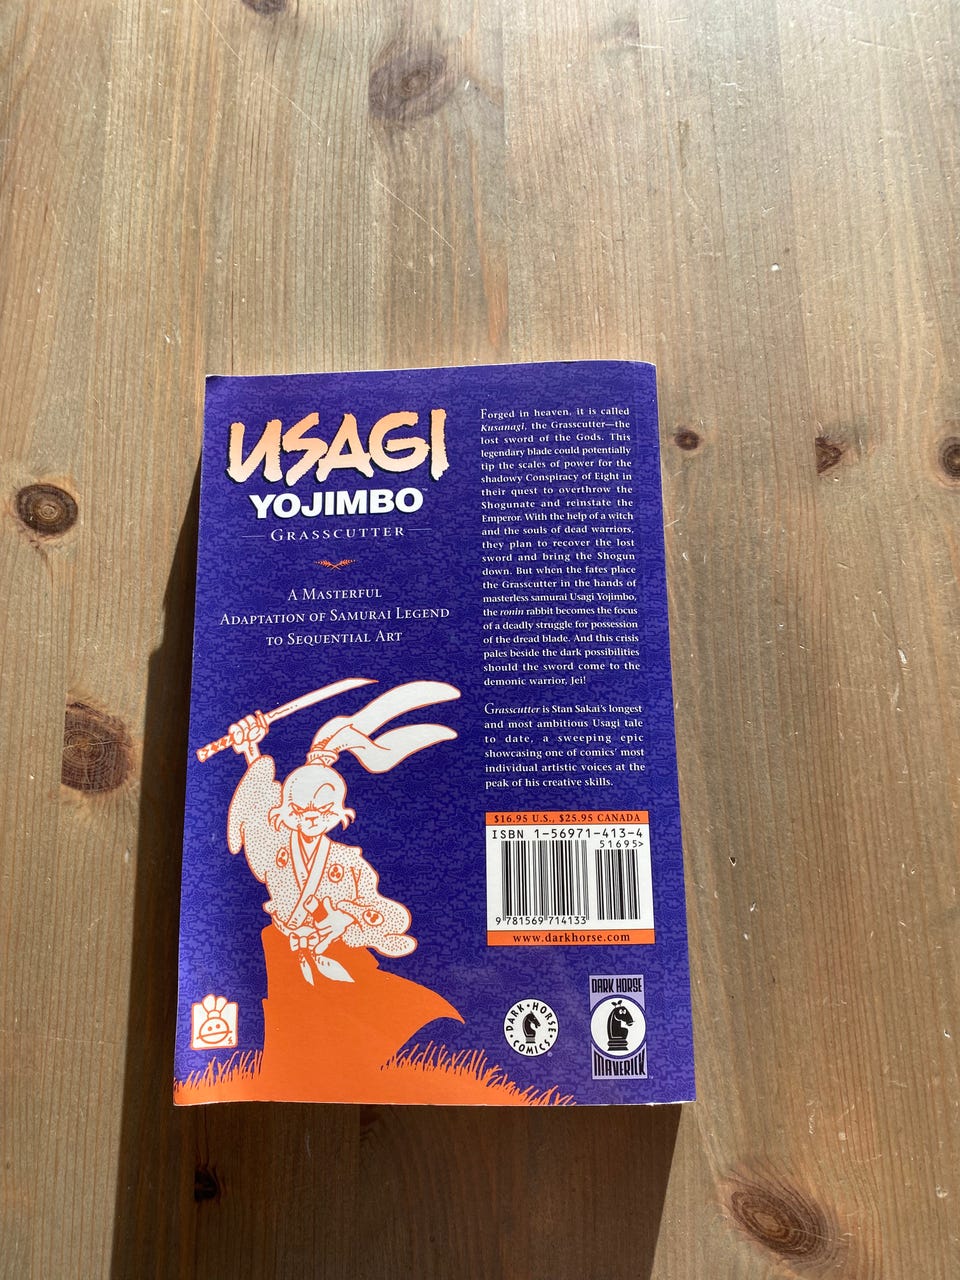 USAGI
YOJIMBO
GRASSCUTTER
A MASTERFUL
ADAPTATION OF SAMURAI LEGEND
TO SEQUENTIAL ART
Forged in heaven, it is called
Kusanagi, the Grasscutter—the
lost sword of the Gods. This
legendary blade could potentially
tip the scales of power for the
shadowy Conspiracy of Eight in
their quest to overthrow the
Shogunate and reinstate the
Emperor. With the help of a witch
and the souls of dead warriors,
they plan to recover the lost
sword and bring the Shogun
down. But when the fates place
the Grasscutter in the hands of
masterless samurai Usagi Yojimbo,
the ronin rabbit becomes the focus
of a deadly struggle for possession
of the dread blade. And this crisis
pales beside the dark possibilities
should the sword come to the
demonic warrior, Jei!
Grasscutter is Stan Sakai's longest
and most ambitious Usagi tale
to date, a sweeping epic
showcasing one of comics' most
individual artistic voices at the
peak of his creative skills.
$16.95 U.S., $25.95 CANADA
ISBN 1-56971-413-4
51695>
9 781569 714133
www.darkhorse.com
DARK HORSE COMICS
DARK HORSE
MAVERICK